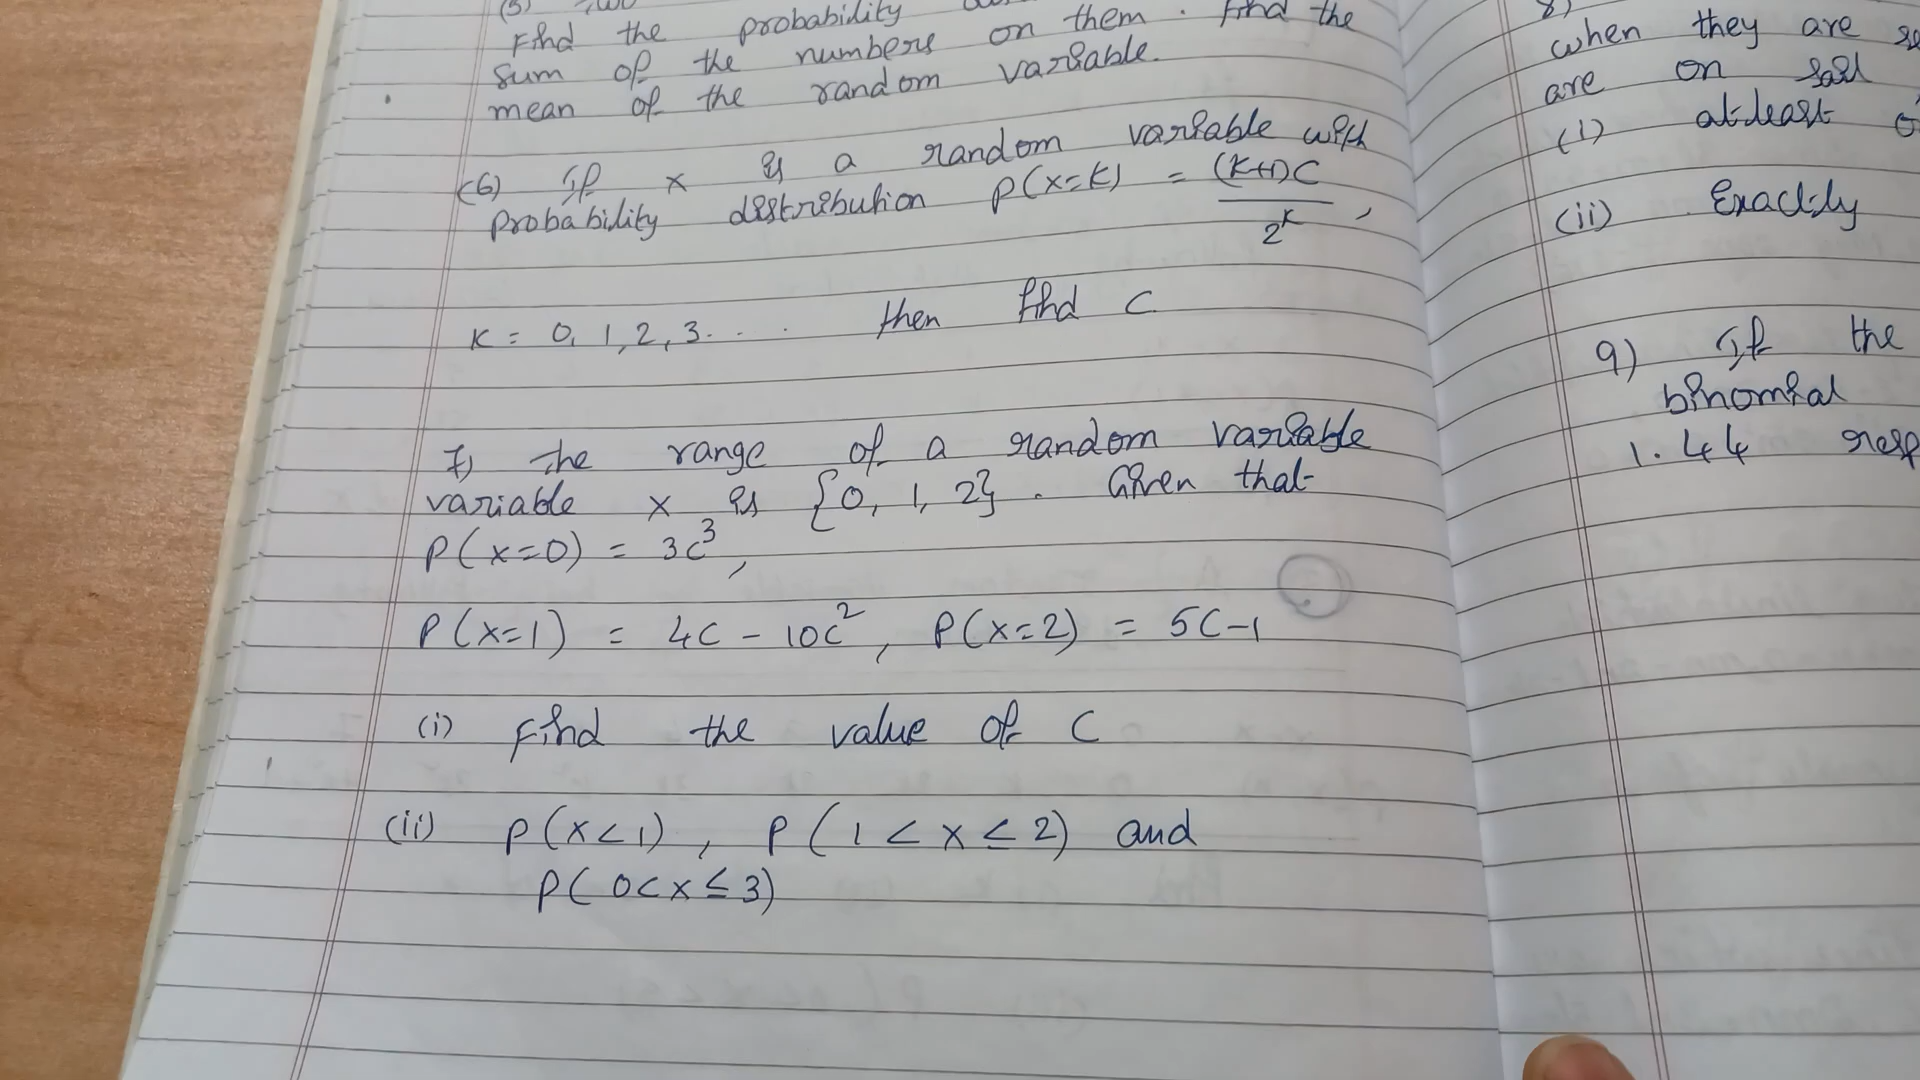 (5)
Find the probability
sum of the numbers on them. Find the
mean of the random variable.
(6) If x is a random variable with
probability distribution P(x=k) = (k+1)C / 2^k ,
K = 0, 1, 2, 3.... then find C
7) The range of a random variable
variable x is {0, 1, 2}. Given that
P(x=0) = 3c³,
P(x=1) = 4C - 10C², P(x=2) = 5C-1
(i) Find the value of C
(ii) P(x<1), P(1<x≤2) and
P(0<x≤3)
8)
when they are
are on
(i) at-least
(ii) Exactly
9) If the
binomial
1.44